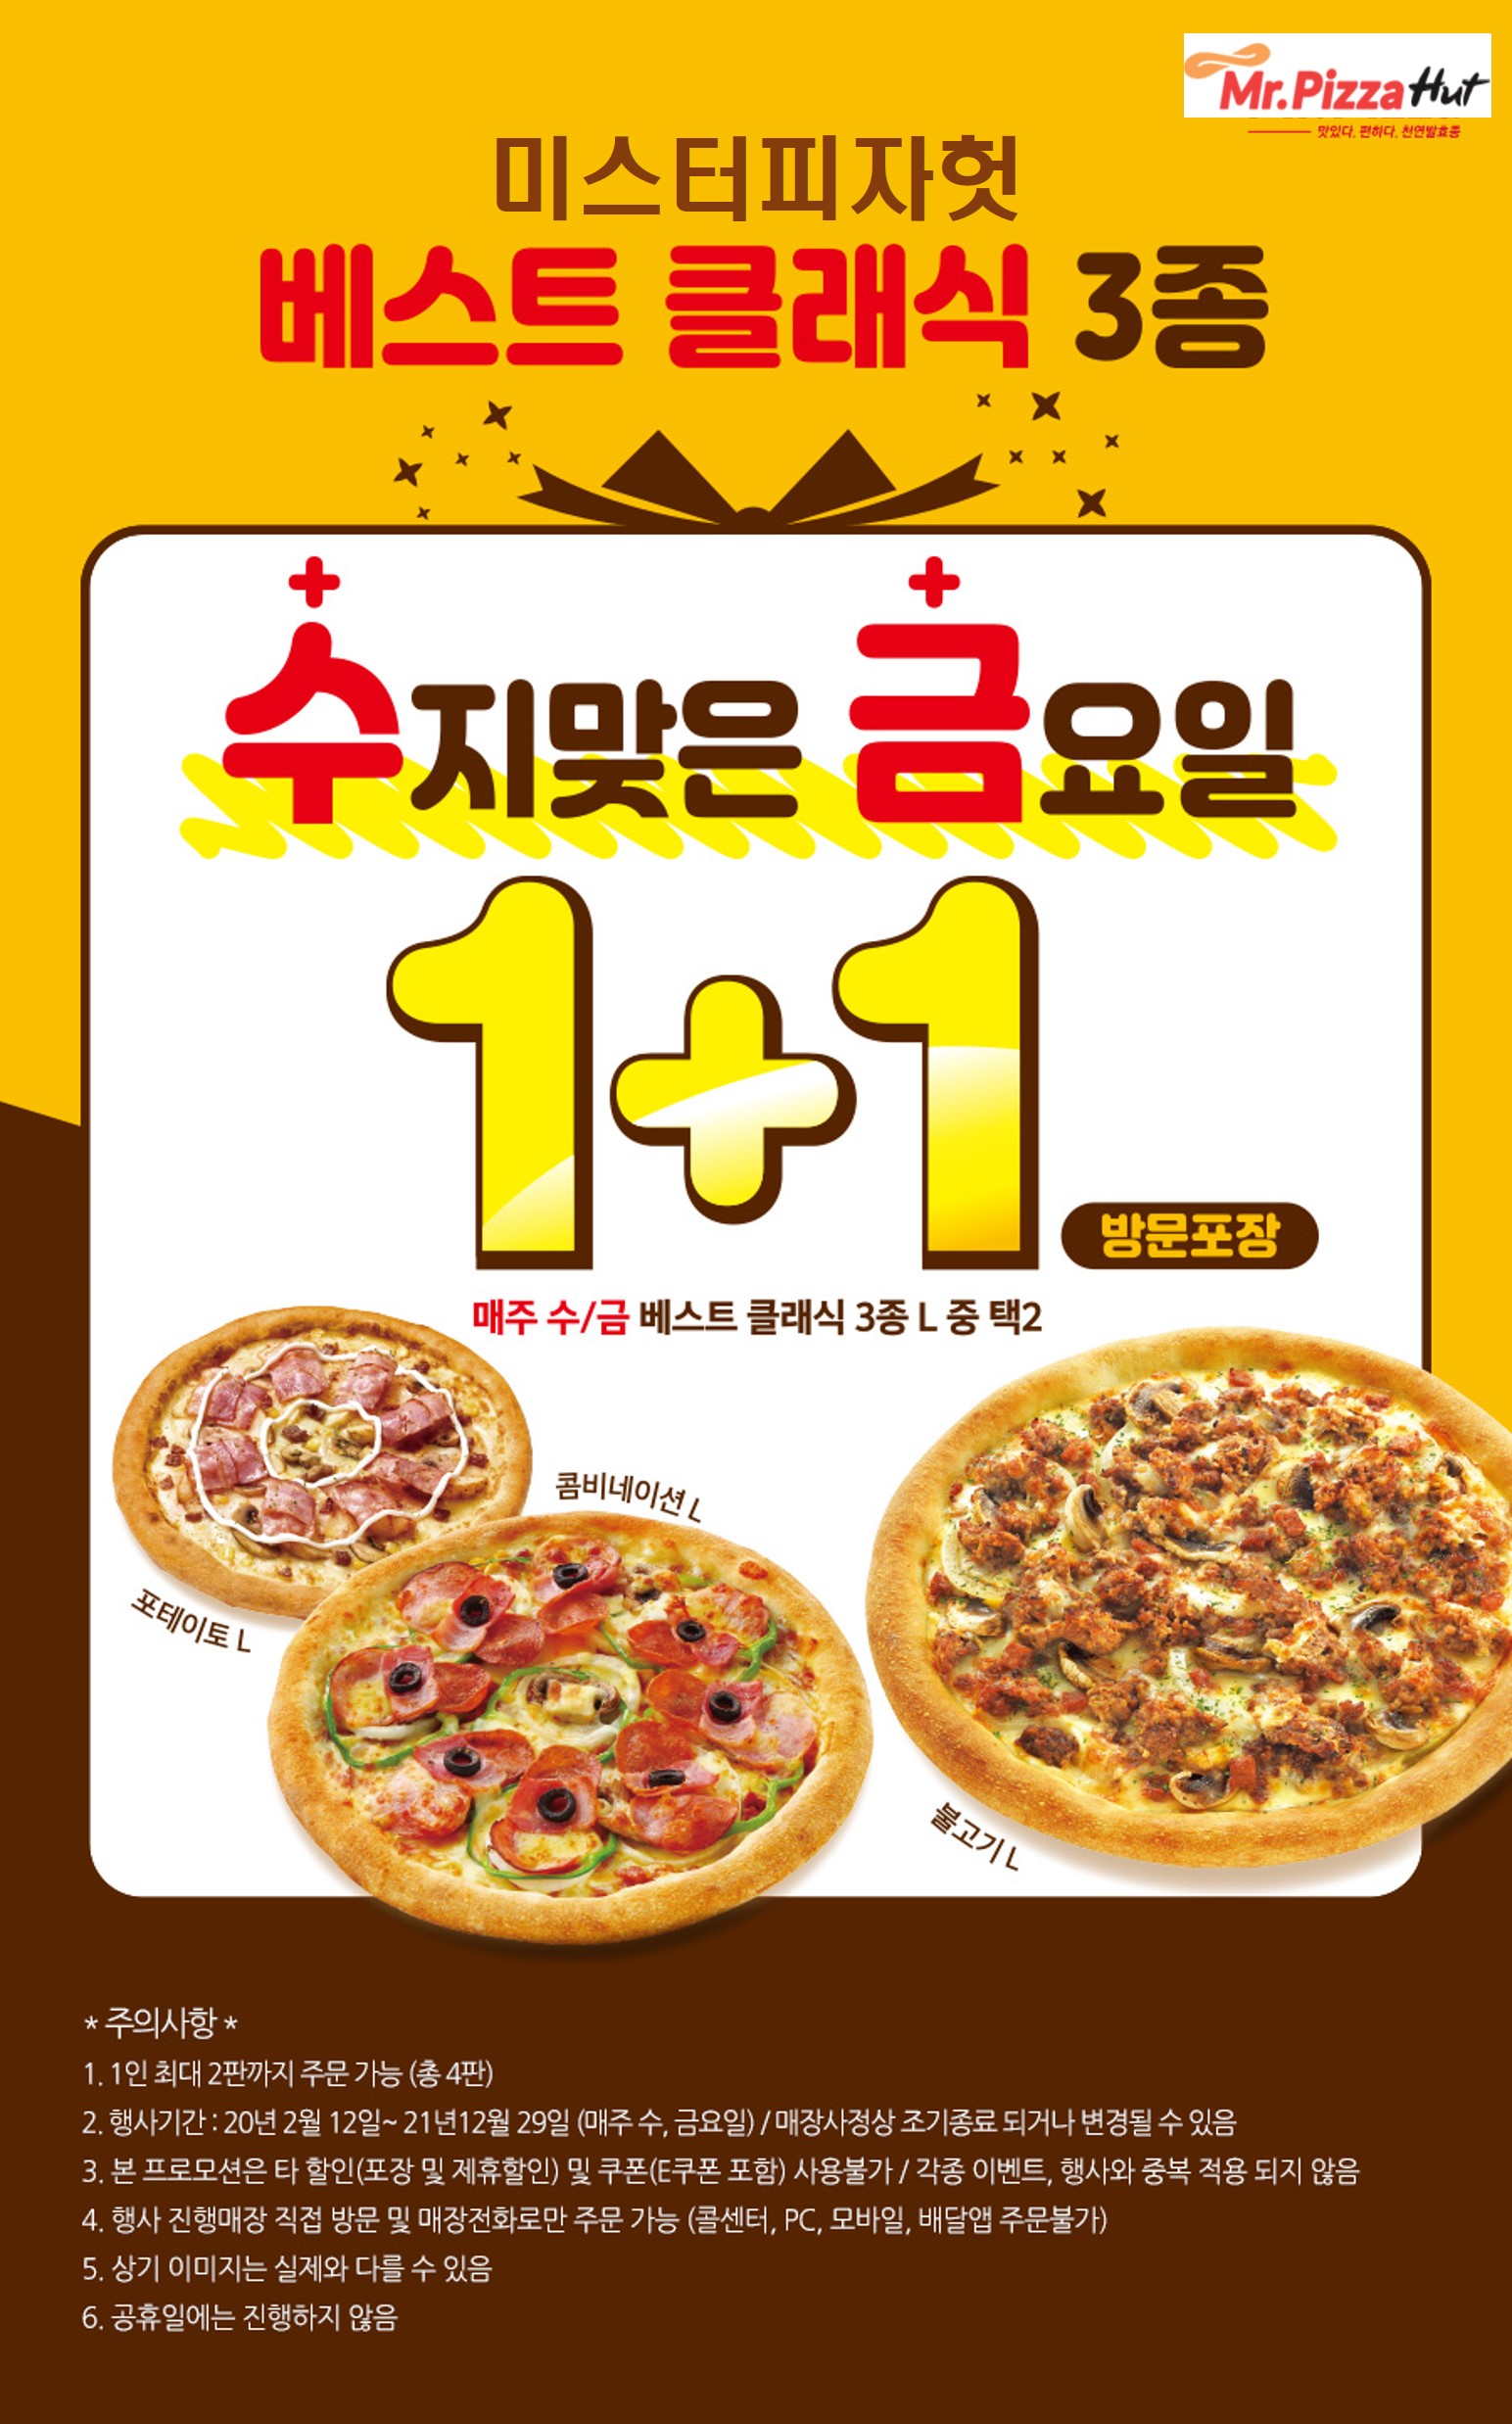 Mr.Pizza Hut
맛있다. 편하다. 천연발효종
미스터피자헛
베스트 클래식 3종
수지맞은 금요일
1+1
방문포장
매주 수/금 베스트 클래식 3종 L 중 택2
콤비네이션 L
포테이토 L
불고기 L
* 주의사항 *
1. 1인 최대 2판까지 주문 가능 (총 4판)
2. 행사기간 : 20년 2월 12일~ 21년12월 29일 (매주 수, 금요일) / 매장사정상 조기종료 되거나 변경될 수 있음
3. 본 프로모션은 타 할인(포장 및 제휴할인) 및 쿠폰(E쿠폰 포함) 사용불가 / 각종 이벤트, 행사와 중복 적용 되지 않음
4. 행사 진행매장 직접 방문 및 매장전화로만 주문 가능 (콜센터, PC, 모바일, 배달앱 주문불가)
5. 상기 이미지는 실제와 다를 수 있음
6. 공휴일에는 진행하지 않음